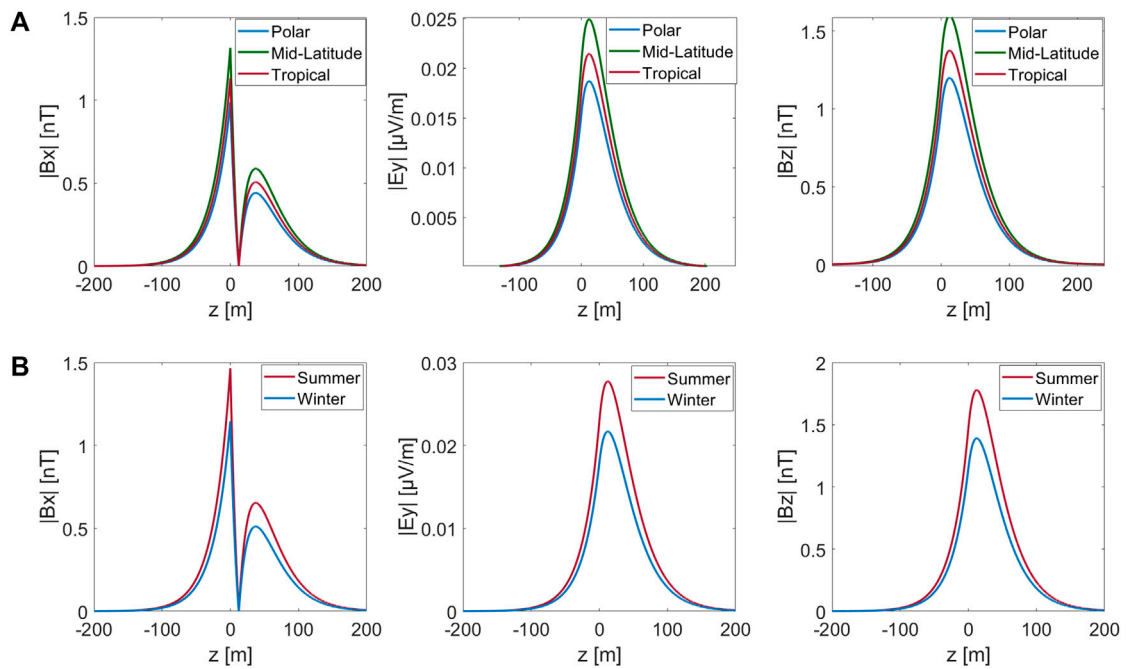 A
|Bx| [nT]
1.5
1
0.5
0
-200
-100
0
100
200
z [m]
Polar
Mid-Latitude
Tropical
|Ey| [µV/m]
0.025
0.02
0.015
0.01
0.005
-100
0
100
200
z [m]
Polar
Mid-Latitude
Tropical
|Bz| [nT]
1.5
1
0.5
0
-100
0
100
200
z [m]
Polar
Mid-Latitude
Tropical
B
|Bx| [nT]
1.5
1
0.5
0
-200
-100
0
100
200
z [m]
Summer
Winter
|Ey| [µV/m]
0.03
0.02
0.01
0
-200
-100
0
100
200
z [m]
Summer
Winter
|Bz| [nT]
2
1.5
1
0.5
0
-200
-100
0
100
200
z [m]
Summer
Winter